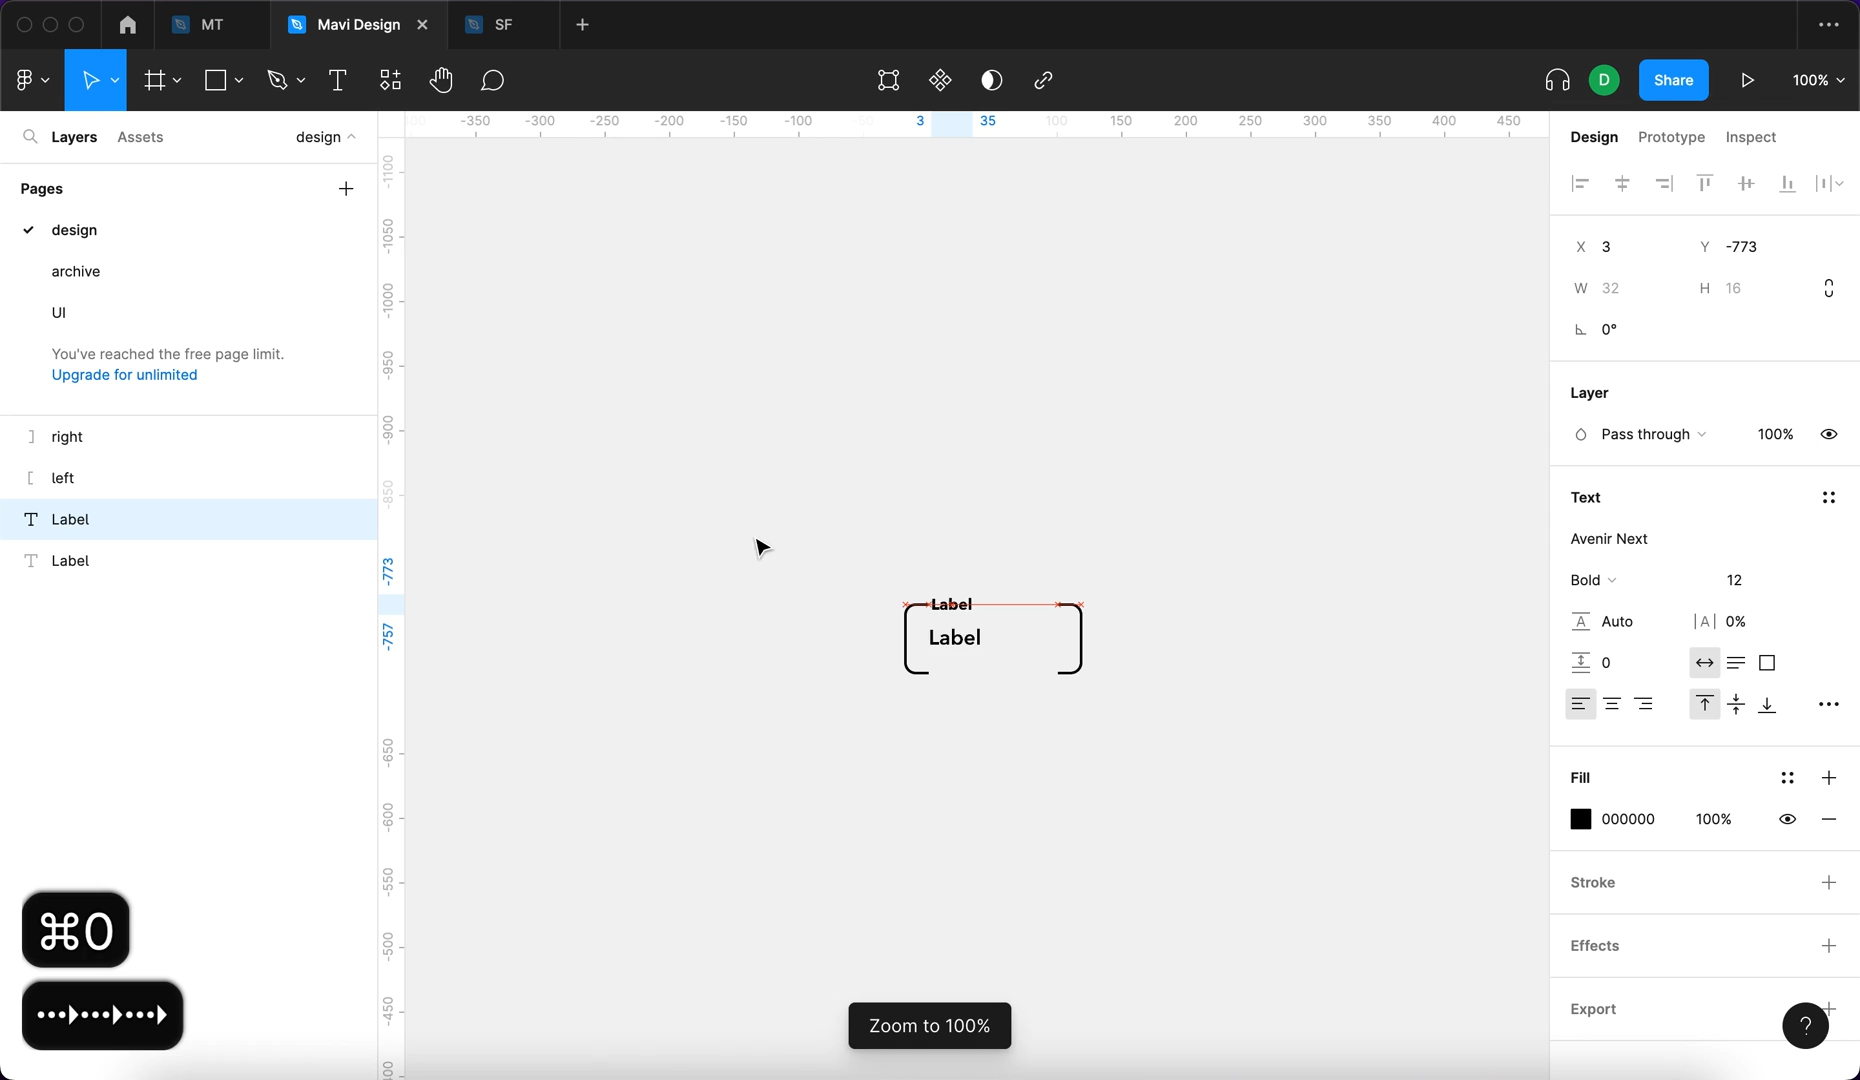 MT
Mavi Design
SF
Share
D
100%
Layers
Assets
design
-350 -300 -250 -200 -150 -100 -50 3 35 100 150 200 250 300 350 400 450
Design
Prototype
Inspect
Pages
design
archive
UI
You've reached the free page limit.
Upgrade for unlimited
right
left
Label
Label
-1100
-1050
-1000
-950
-900
-850
-773
-757
-650
-600
-550
-500
-450
Label
Label
X 3
Y -773
W 32
H 16
0°
Layer
Pass through
100%
Text
Avenir Next
Bold
12
A Auto
|A| 0%
0
Fill
000000
100%
Stroke
Effects
Export
?
⌘0
Zoom to 100%